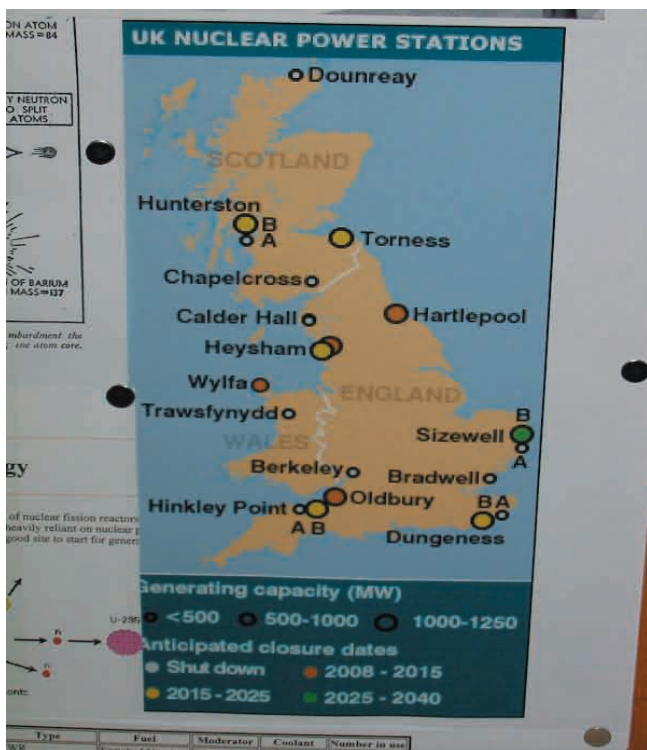 ON ATOM
MASS=84
Y NEUTRON
O SPLIT
ATOMS
OF BARIUM
MASS=137
mbardment the
the atom core.
gy
of nuclear fission reactors
heavily reliant on nuclear p
good site to start for gener
U-235
n
n
UK NUCLEAR POWER STATIONS
Dounreay
SCOTLAND
Hunterston
B
A
Torness
Chapelcross
Calder Hall
Hartlepool
Heysham
Wylfa
ENGLAND
Trawsfynydd
B
Sizewell
A
WALES
Berkeley
Bradwell
Oldbury
B A
Hinkley Point
A B
Dungeness
Generating capacity (MW)
<500 500-1000 1000-1250
Anticipated closure dates
Shut down 2008 - 2015
2015 - 2025 2025 - 2040
Type Fuel Moderator Coolant Number in use